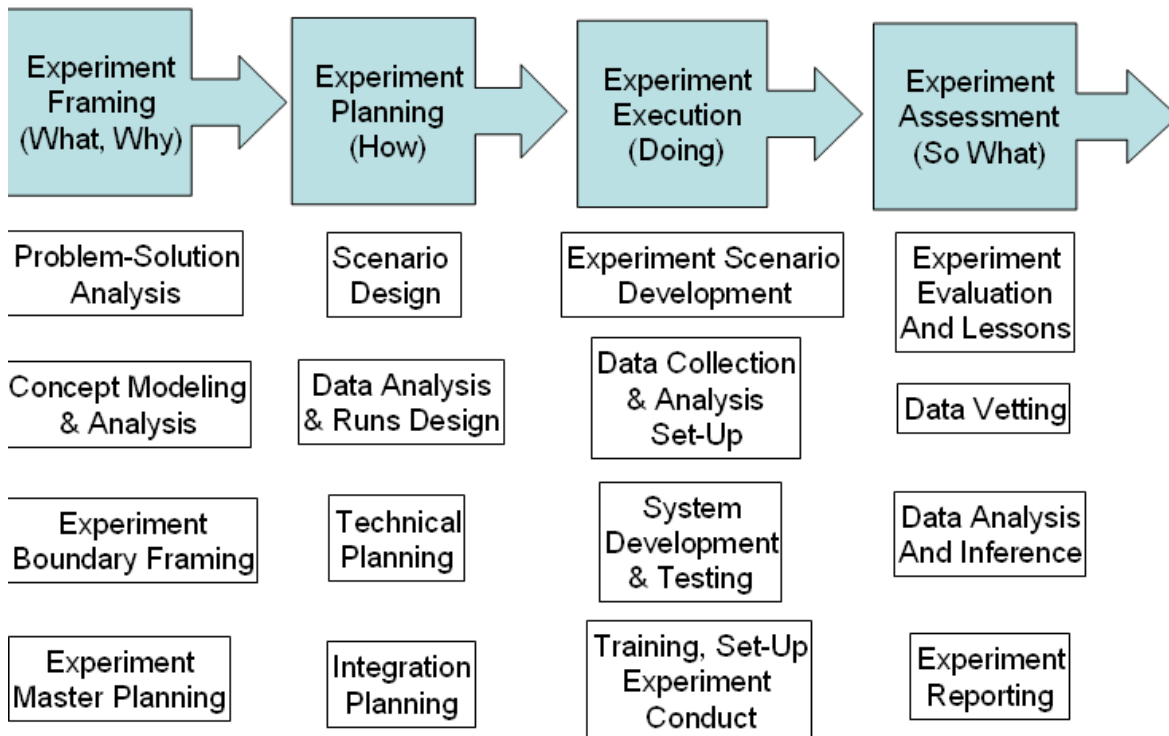 Experiment
Framing
(What, Why)
Experiment
Planning
(How)
Experiment
Execution
(Doing)
Experiment
Assessment
(So What)
Problem-Solution
Analysis
Scenario
Design
Experiment Scenario
Development
Experiment
Evaluation
And Lessons
Concept Modeling
& Analysis
Data Analysis
& Runs Design
Data Collection
& Analysis
Set-Up
Data Vetting
Experiment
Boundary Framing
Technical
Planning
System
Development
& Testing
Data Analysis
And Inference
Experiment
Master Planning
Integration
Planning
Training, Set-Up
Experiment
Conduct
Experiment
Reporting